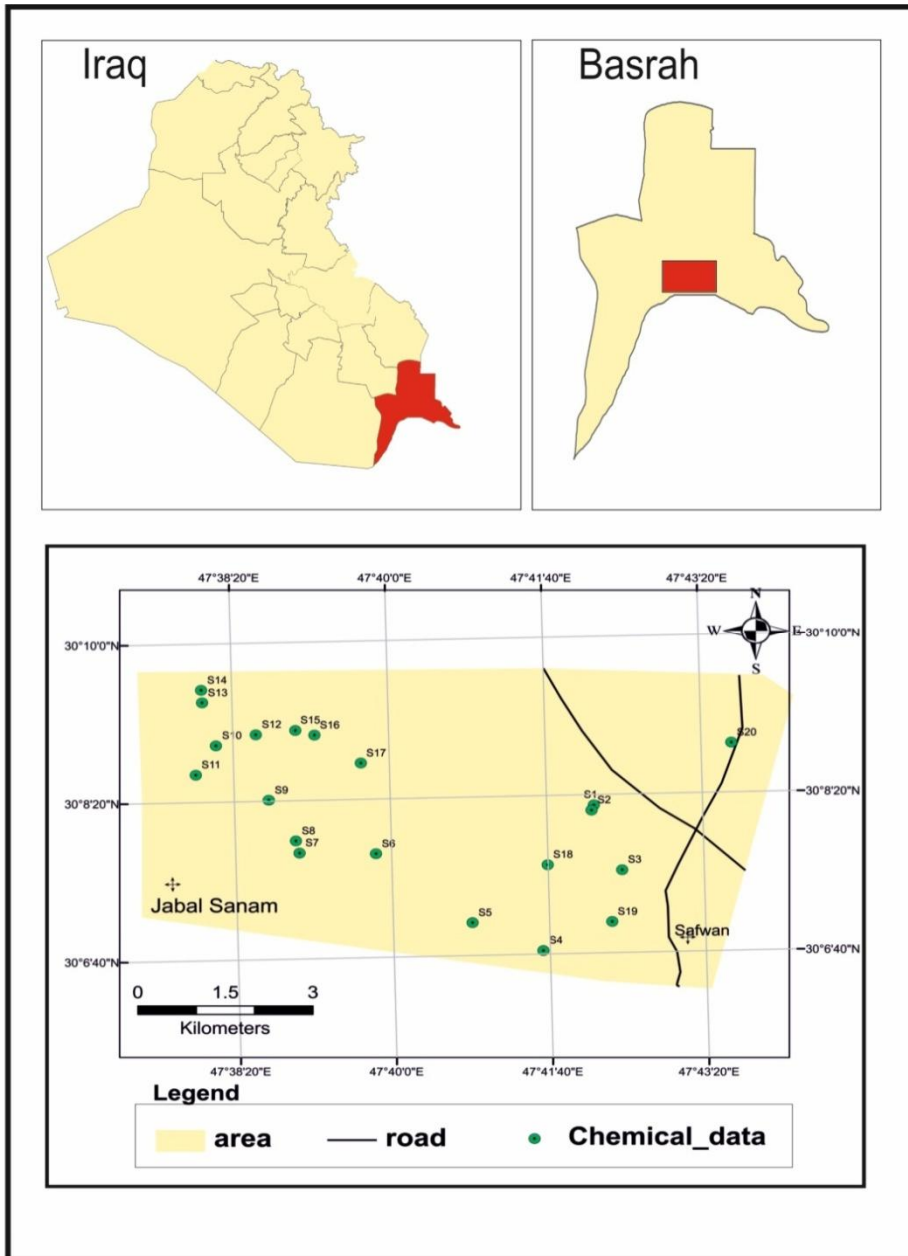 Iraq
Basrah
47°38'20"E 47°40'0"E 47°41'40"E 47°43'20"E
N
W E
S
30°10'0"N 30°10'0"N
S14
S13
S12 S15 S16
S10
S20
S17
S11
30°8'20"N 30°8'20"N
S9
S1 S2
S8
S7 S6
S18 S3
Jabal Sanam
S5 S19
Safwan
S4
30°6'40"N 30°6'40"N
0 1.5 3
Kilometers
47°38'20"E 47°40'0"E 47°41'40"E 47°43'20"E
Legend
area road Chemical_data